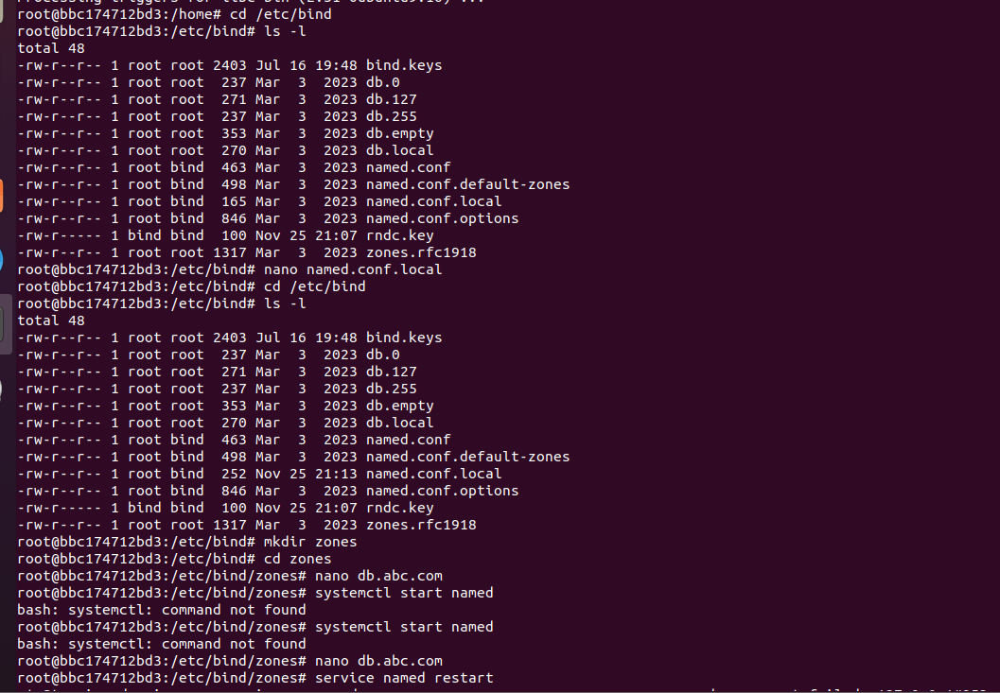 root@bbc174712bd3:/home# cd /etc/bind
root@bbc174712bd3:/etc/bind# ls -l
total 48
-rw-r--r-- 1 root root 2403 Jul 16 19:48 bind.keys
-rw-r--r-- 1 root root  237 Mar  3  2023 db.0
-rw-r--r-- 1 root root  271 Mar  3  2023 db.127
-rw-r--r-- 1 root root  237 Mar  3  2023 db.255
-rw-r--r-- 1 root root  353 Mar  3  2023 db.empty
-rw-r--r-- 1 root root  270 Mar  3  2023 db.local
-rw-r--r-- 1 root bind  463 Mar  3  2023 named.conf
-rw-r--r-- 1 root bind  498 Mar  3  2023 named.conf.default-zones
-rw-r--r-- 1 root bind  165 Mar  3  2023 named.conf.local
-rw-r--r-- 1 root bind  846 Mar  3  2023 named.conf.options
-rw-r----- 1 bind bind  100 Nov 25 21:07 rndc.key
-rw-r--r-- 1 root root 1317 Mar  3  2023 zones.rfc1918
root@bbc174712bd3:/etc/bind# nano named.conf.local
root@bbc174712bd3:/etc/bind# cd /etc/bind
root@bbc174712bd3:/etc/bind# ls -l
total 48
-rw-r--r-- 1 root root 2403 Jul 16 19:48 bind.keys
-rw-r--r-- 1 root root  237 Mar  3  2023 db.0
-rw-r--r-- 1 root root  271 Mar  3  2023 db.127
-rw-r--r-- 1 root root  237 Mar  3  2023 db.255
-rw-r--r-- 1 root root  353 Mar  3  2023 db.empty
-rw-r--r-- 1 root root  270 Mar  3  2023 db.local
-rw-r--r-- 1 root bind  463 Mar  3  2023 named.conf
-rw-r--r-- 1 root bind  498 Mar  3  2023 named.conf.default-zones
-rw-r--r-- 1 root bind  252 Nov 25 21:13 named.conf.local
-rw-r--r-- 1 root bind  846 Mar  3  2023 named.conf.options
-rw-r----- 1 bind bind  100 Nov 25 21:07 rndc.key
-rw-r--r-- 1 root root 1317 Mar  3  2023 zones.rfc1918
root@bbc174712bd3:/etc/bind# mkdir zones
root@bbc174712bd3:/etc/bind# cd zones
root@bbc174712bd3:/etc/bind/zones# nano db.abc.com
root@bbc174712bd3:/etc/bind/zones# systemctl start named
bash: systemctl: command not found
root@bbc174712bd3:/etc/bind/zones# systemctl start named
bash: systemctl: command not found
root@bbc174712bd3:/etc/bind/zones# nano db.abc.com
root@bbc174712bd3:/etc/bind/zones# service named restart